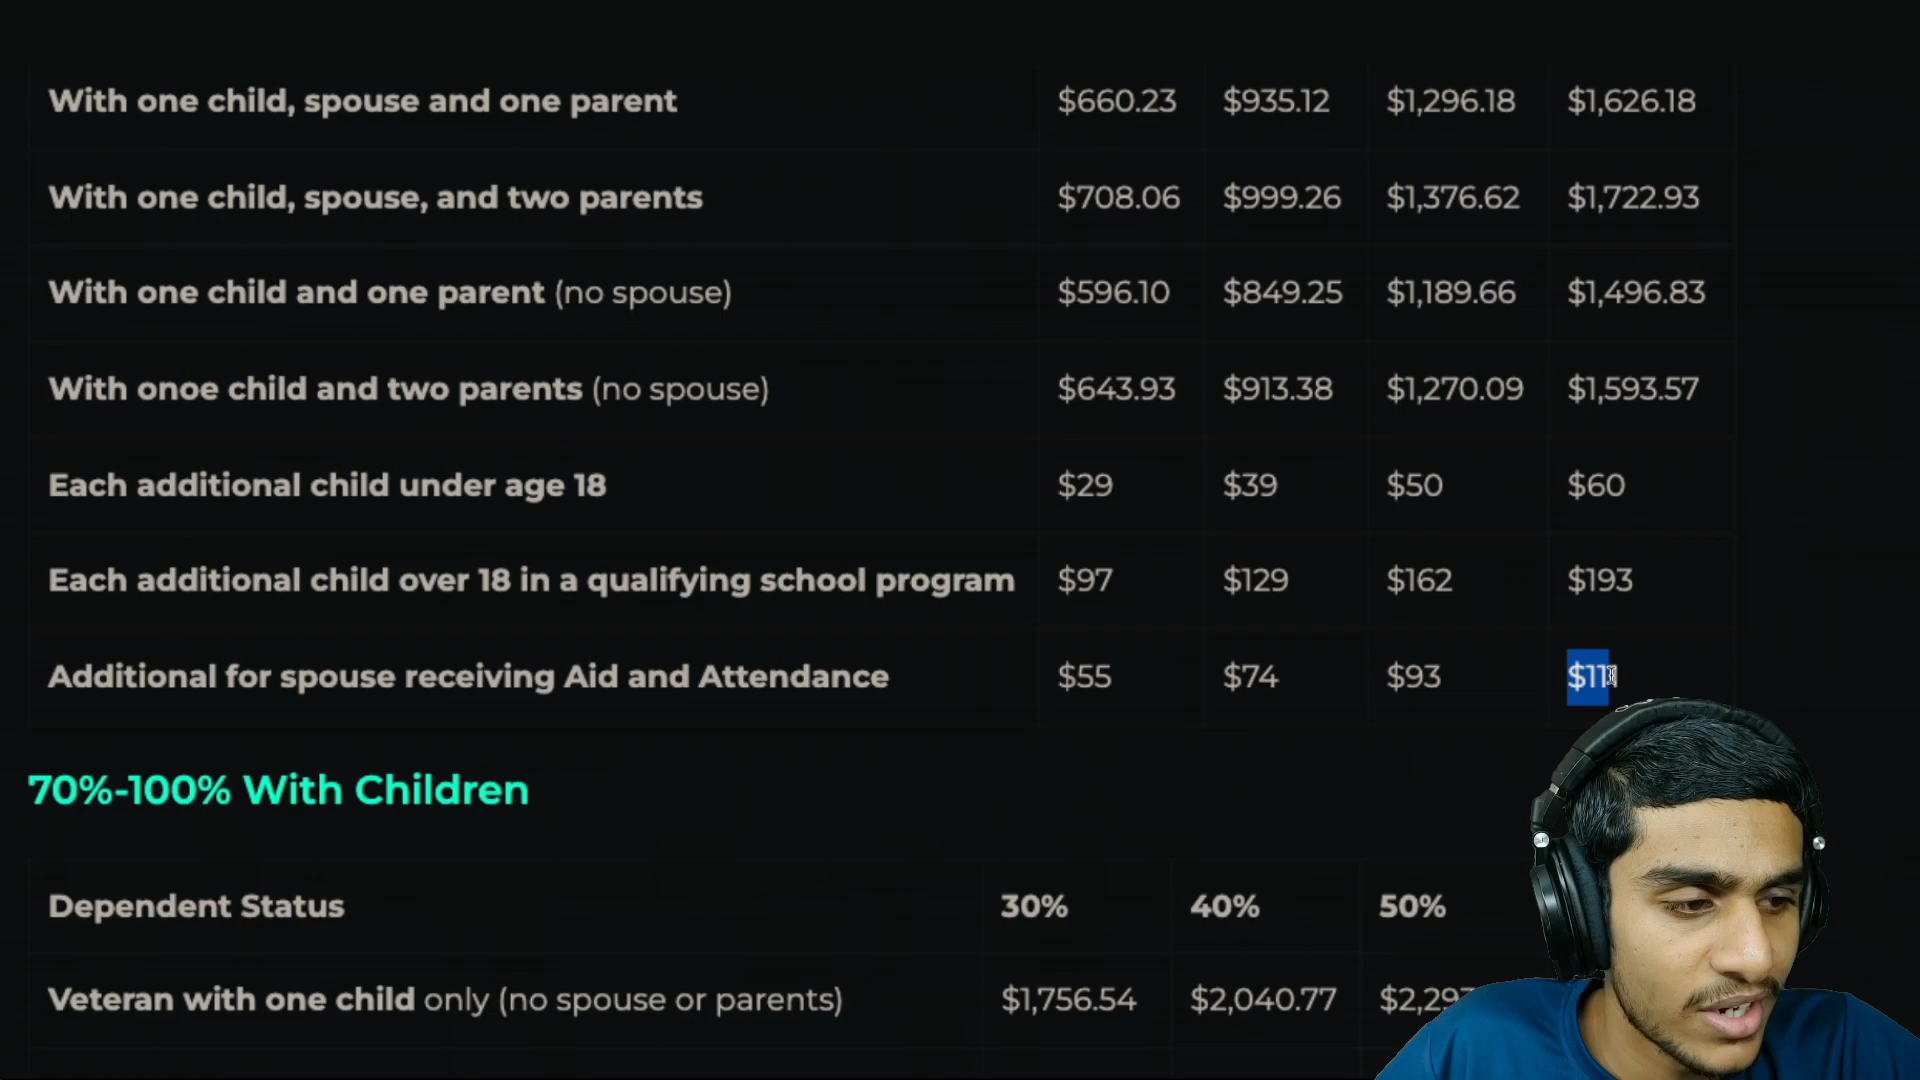 With one child, spouse and one parent $660.23 $935.12 $1,296.18 $1,626.18
With one child, spouse, and two parents $708.06 $999.26 $1,376.62 $1,722.93
With one child and one parent (no spouse) $596.10 $849.25 $1,189.66 $1,496.83
With onoe child and two parents (no spouse) $643.93 $913.38 $1,270.09 $1,593.57
Each additional child under age 18 $29 $39 $50 $60
Each additional child over 18 in a qualifying school program $97 $129 $162 $193
Additional for spouse receiving Aid and Attendance $55 $74 $93 $111
70%-100% With Children
Dependent Status 30% 40% 50%
Veteran with one child only (no spouse or parents) $1,756.54 $2,040.77